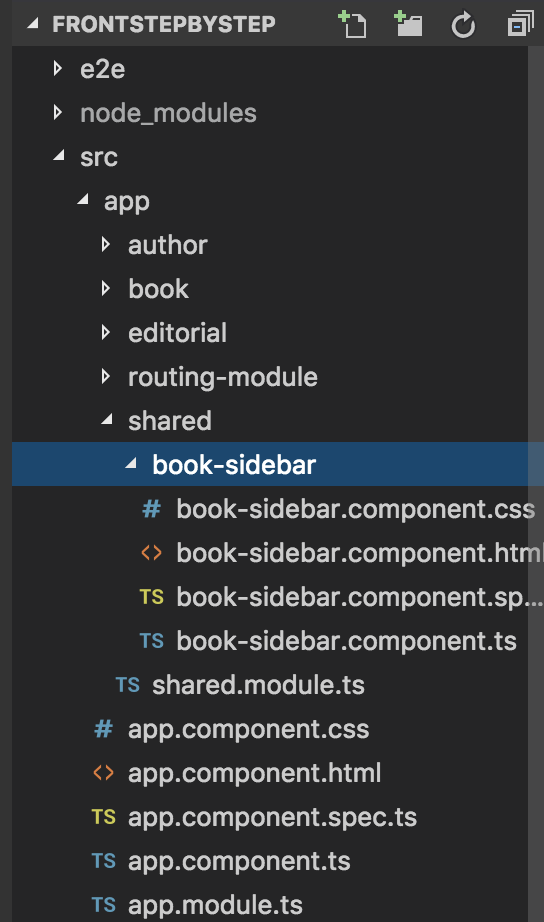 FRONTSTEPBYSTEP
e2e
node_modules
src
app
author
book
editorial
routing-module
shared
book-sidebar
# book-sidebar.component.css
<> book-sidebar.component.html
TS book-sidebar.component.sp...
TS book-sidebar.component.ts
TS shared.module.ts
# app.component.css
<> app.component.html
TS app.component.spec.ts
TS app.component.ts
TS app.module.ts